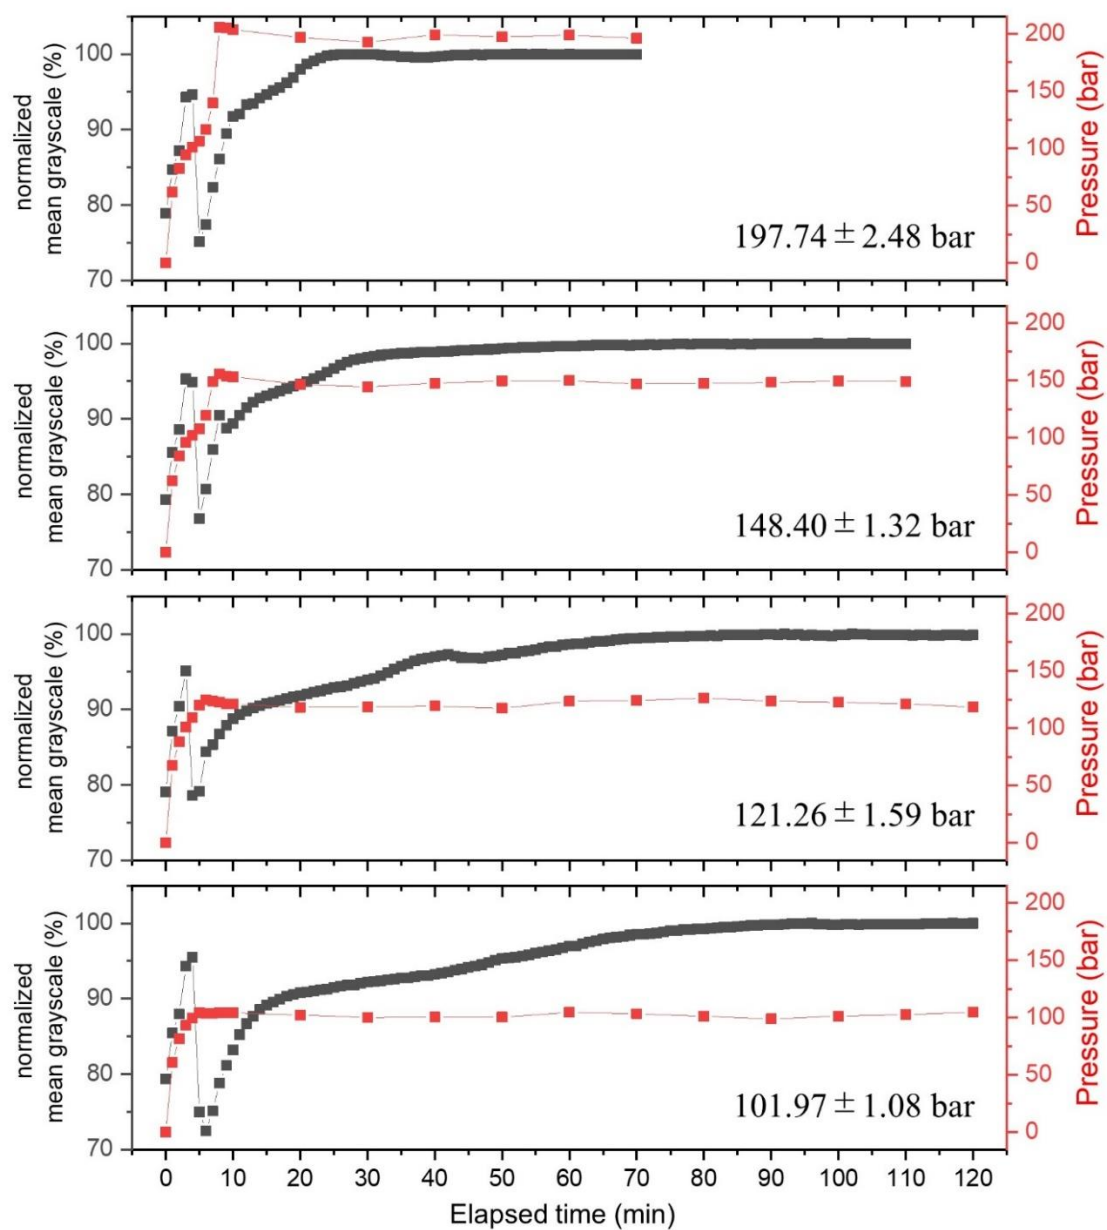 normalized
mean grayscale (%)
100
90
80
70
200
150
100
50
0
Pressure (bar)
197.74 ± 2.48 bar
normalized
mean grayscale (%)
100
90
80
70
200
150
100
50
0
Pressure (bar)
148.40 ± 1.32 bar
normalized
mean grayscale (%)
100
90
80
70
200
150
100
50
0
Pressure (bar)
121.26 ± 1.59 bar
normalized
mean grayscale (%)
100
90
80
70
200
150
100
50
0
Pressure (bar)
101.97 ± 1.08 bar
0 10 20 30 40 50 60 70 80 90 100 110 120
Elapsed time (min)